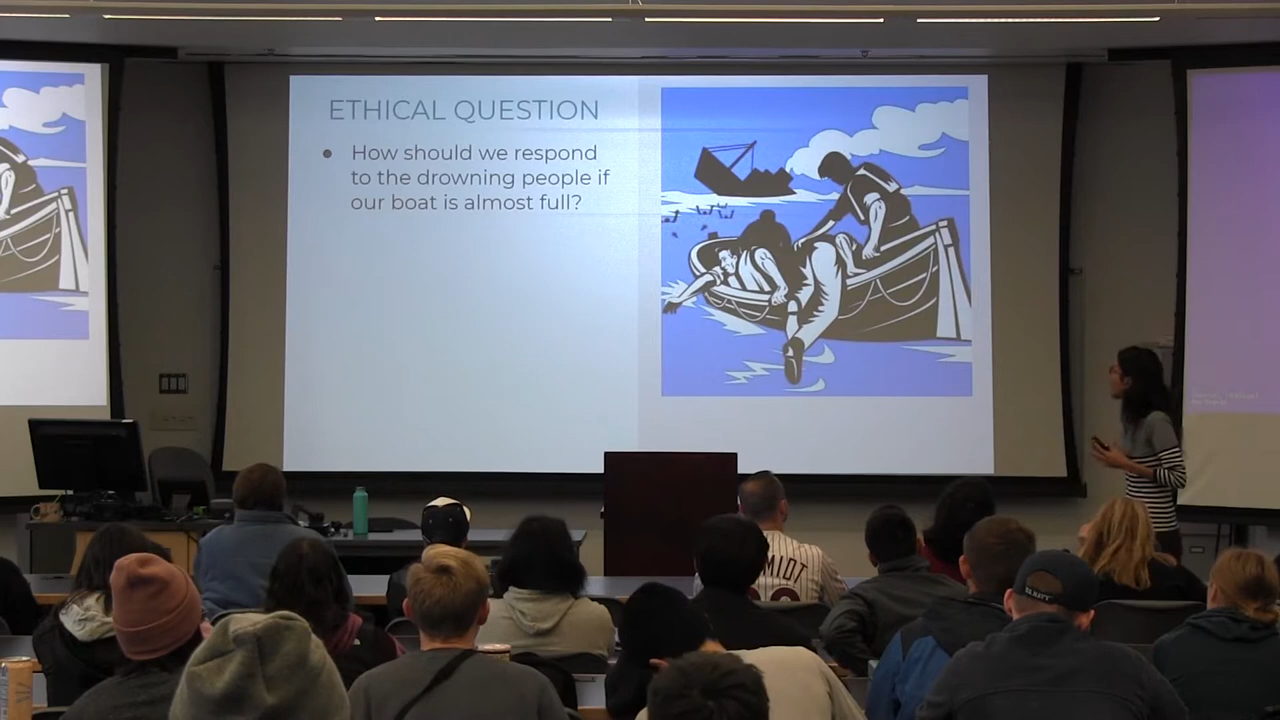 ETHICAL QUESTION
● How should we respond
to the drowning people if
our boat is almost full?
MIDT